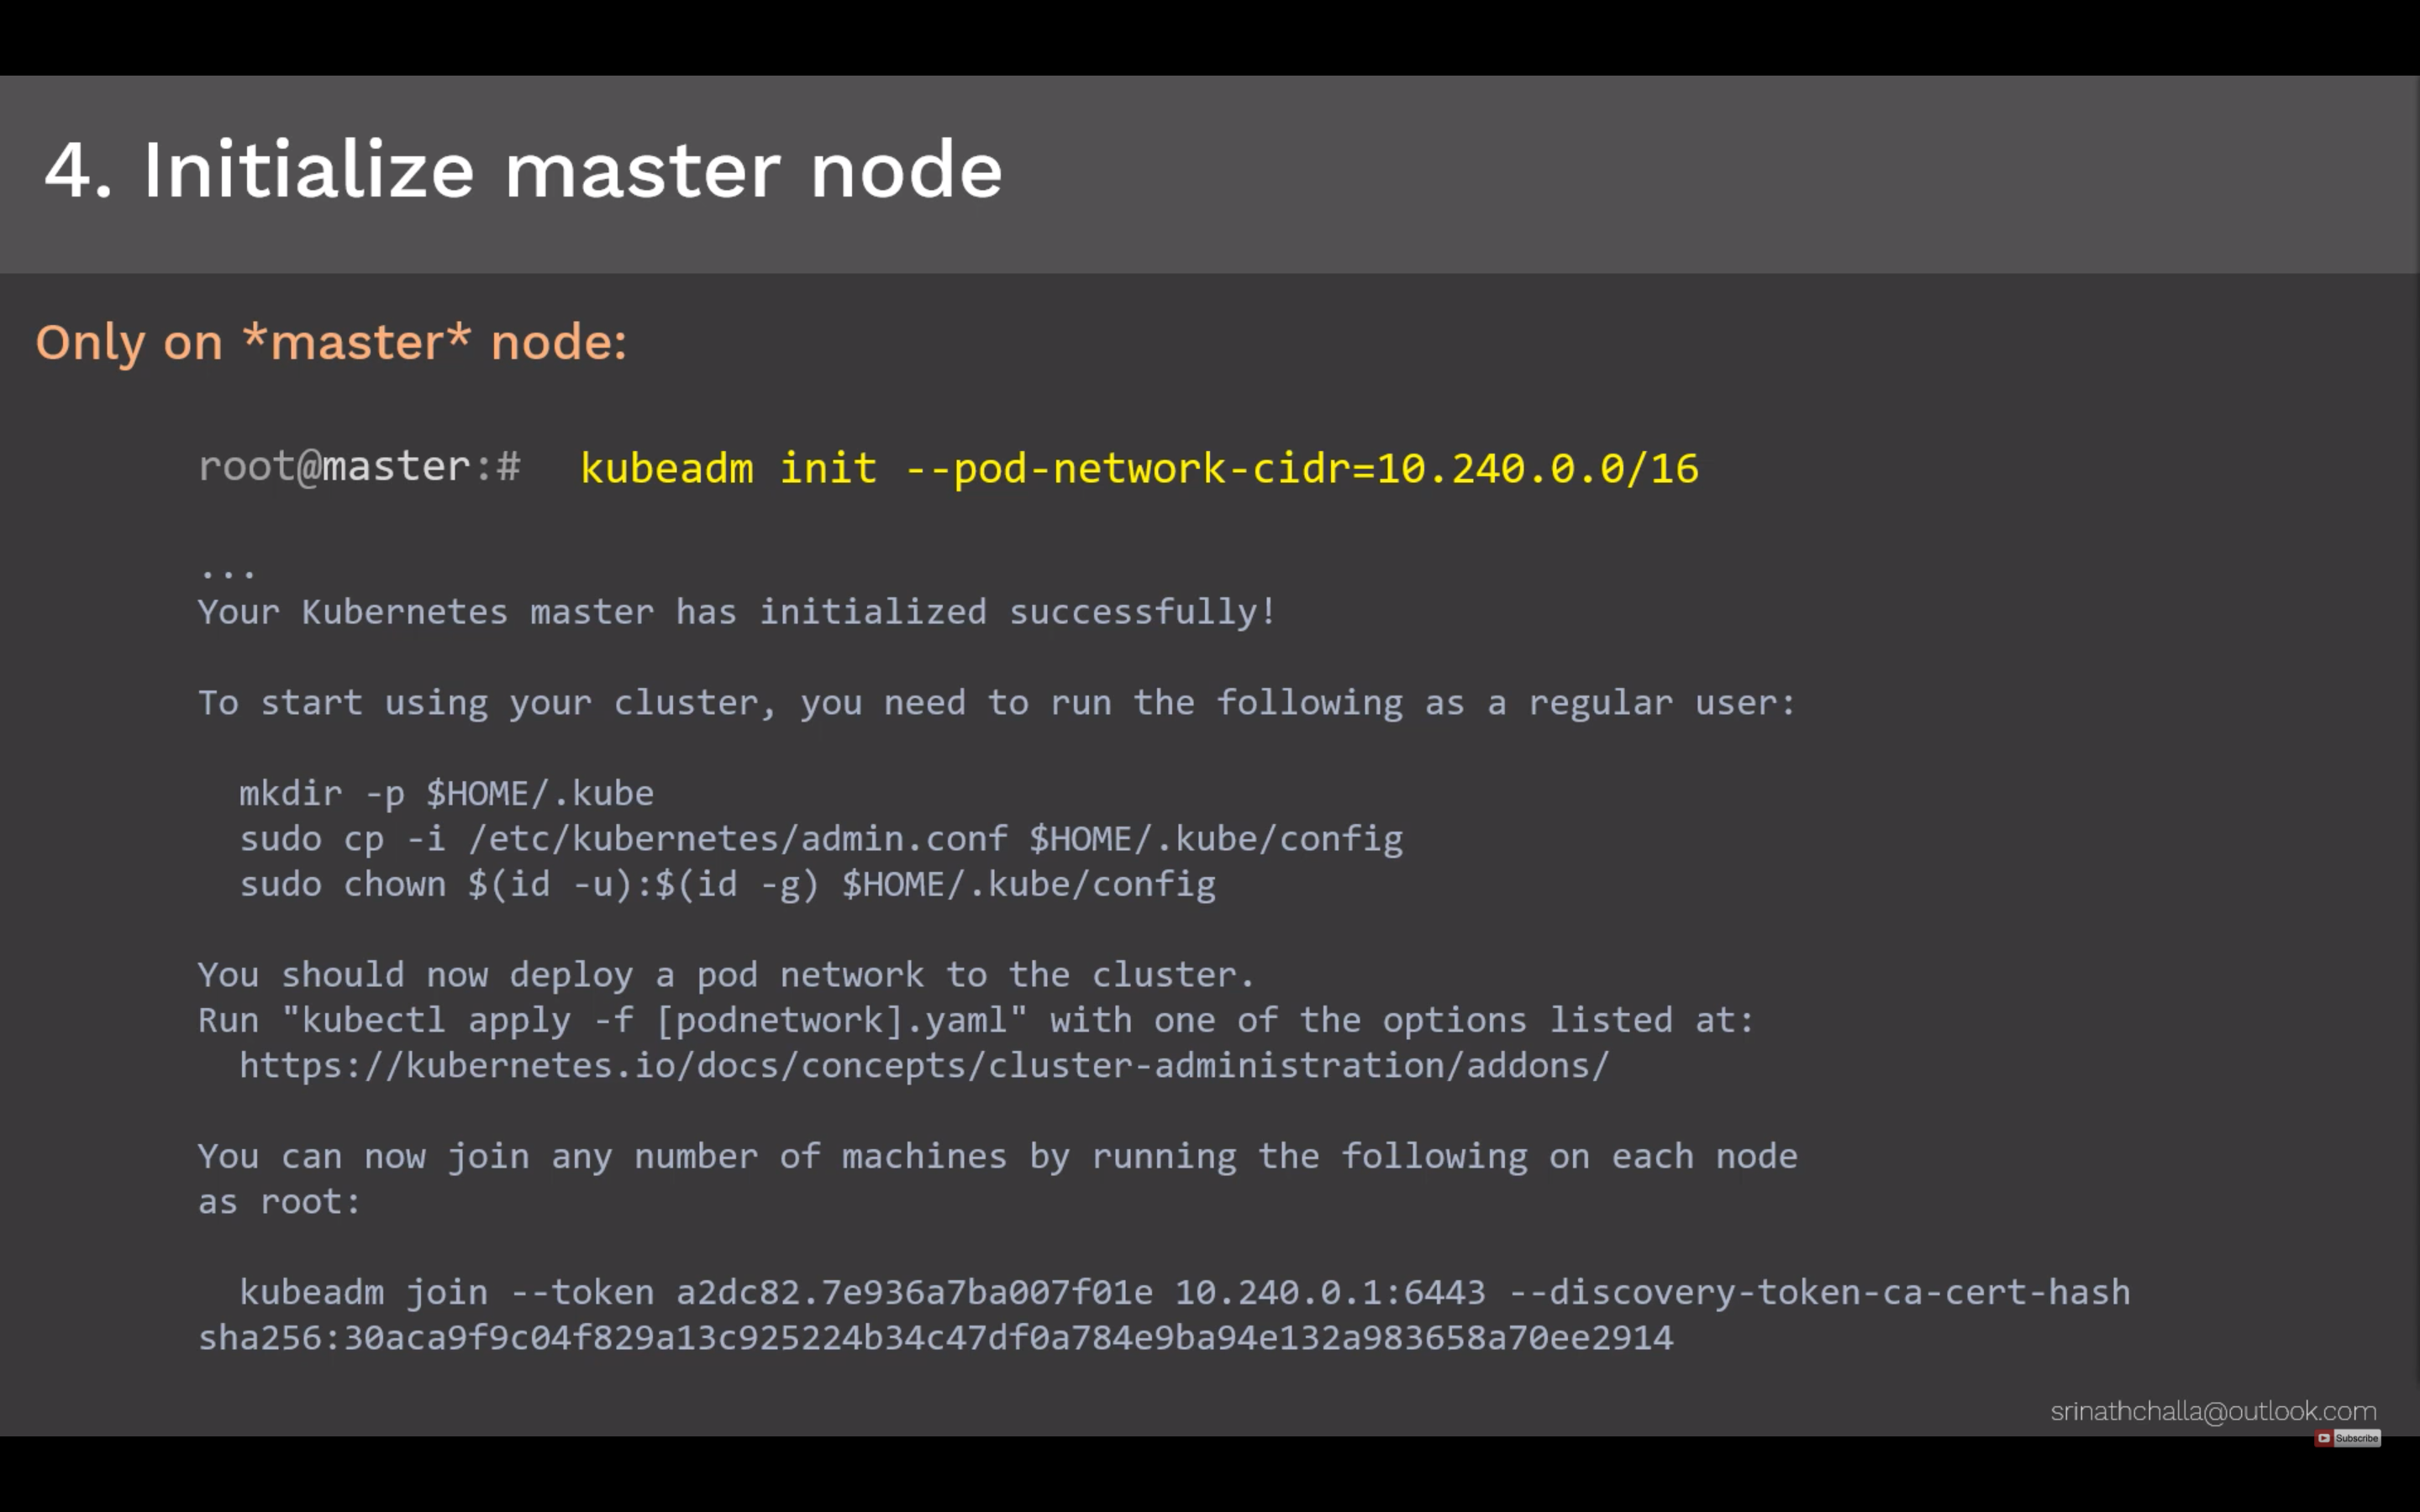 4. Initialize master node
Only on *master* node:
root@master:# kubeadm init --pod-network-cidr=10.240.0.0/16
...
Your Kubernetes master has initialized successfully!
To start using your cluster, you need to run the following as a regular user:
mkdir -p $HOME/.kube
sudo cp -i /etc/kubernetes/admin.conf $HOME/.kube/config
sudo chown $(id -u):$(id -g) $HOME/.kube/config
You should now deploy a pod network to the cluster.
Run "kubectl apply -f [podnetwork].yaml" with one of the options listed at:
https://kubernetes.io/docs/concepts/cluster-administration/addons/
You can now join any number of machines by running the following on each node
as root:
kubeadm join --token a2dc82.7e936a7ba007f01e 10.240.0.1:6443 --discovery-token-ca-cert-hash
sha256:30aca9f9c04f829a13c925224b34c47df0a784e9ba94e132a983658a70ee2914
srinathchalla@outlook.com
Subscribe